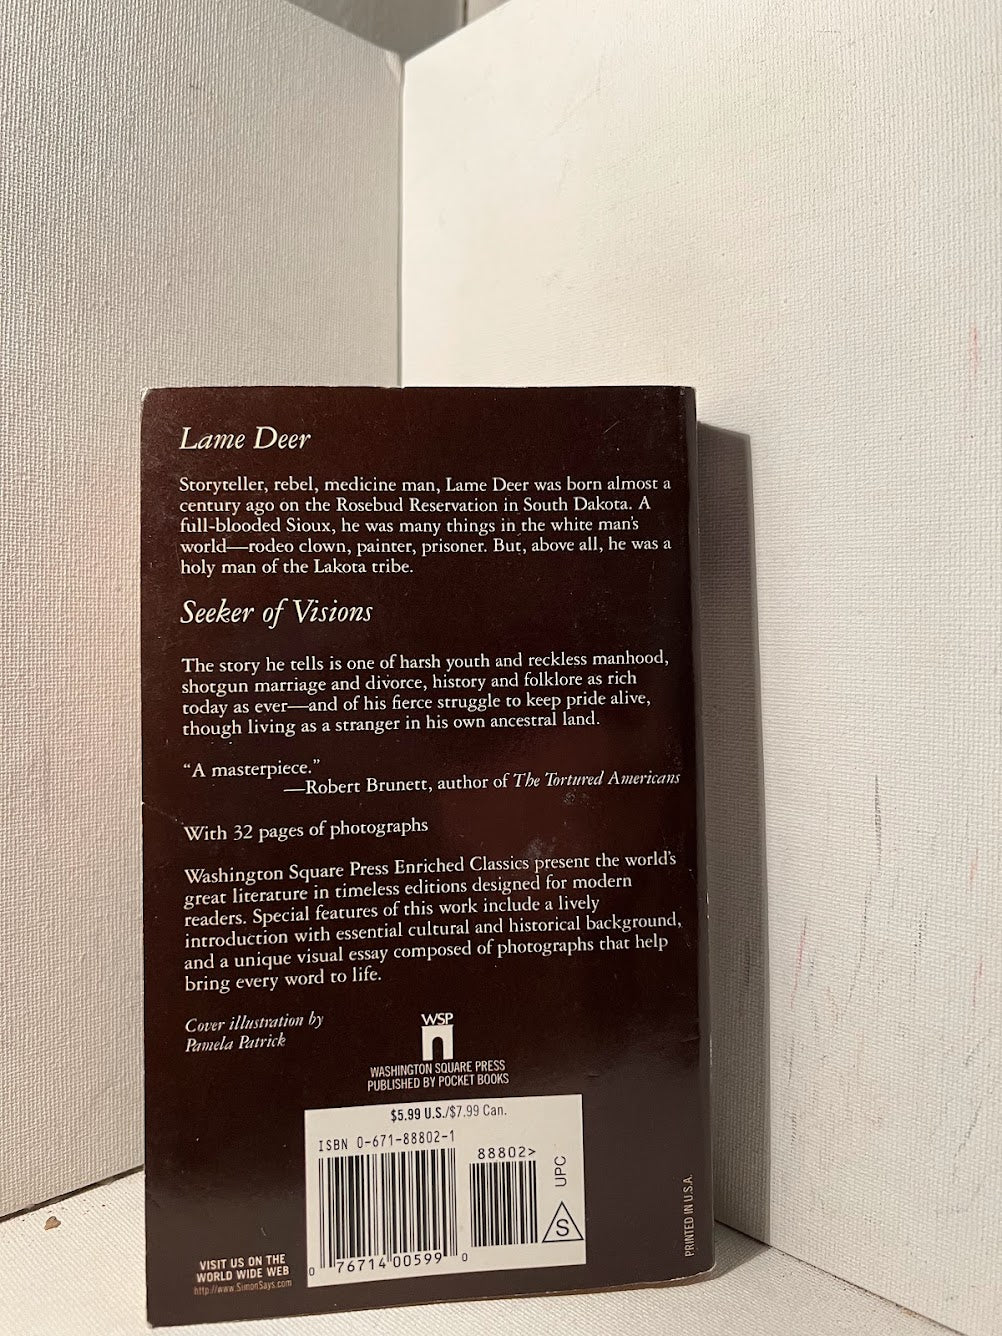 Lame Deer
Storyteller, rebel, medicine man, Lame Deer was born almost a
century ago on the Rosebud Reservation in South Dakota. A
full-blooded Sioux, he was many things in the white man's
world—rodeo clown, painter, prisoner. But, above all, he was a
holy man of the Lakota tribe.
Seeker of Visions
The story he tells is one of harsh youth and reckless manhood,
shotgun marriage and divorce, history and folklore as rich
today as ever—and of his fierce struggle to keep pride alive,
though living as a stranger in his own ancestral land.
“A masterpiece.”
—Robert Brunett, author of The Tortured Americans
With 32 pages of photographs
Washington Square Press Enriched Classics present the world's
great literature in timeless editions designed for modern
readers. Special features of this work include a lively
introduction with essential cultural and historical background,
and a unique visual essay composed of photographs that help
bring every word to life.
Cover illustration by
Pamela Patrick
WSP
WASHINGTON SQUARE PRESS
PUBLISHED BY POCKET BOOKS
$5.99 U.S./$7.99 Can.
ISBN 0-671-88802-1
88802>
UPC
S
0 76714 00599 0
VISIT US ON THE
WORLD WIDE WEB
http://www.SimonSays.com
PRINTED IN U.S.A.